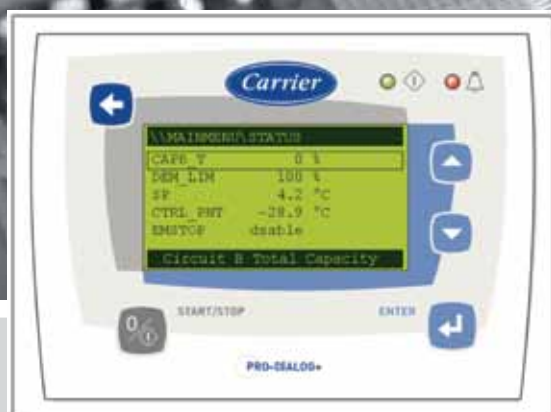 Carrier
\\MAINMENU\STATUS
CAPB_T 0 %
DEM_LIM 100 %
SP 4.2 °C
CTRL_PNT -28.9 °C
EMSTOP dsable
Circuit B Total Capacity
START/STOP
ENTER
PRO-DIALOG+